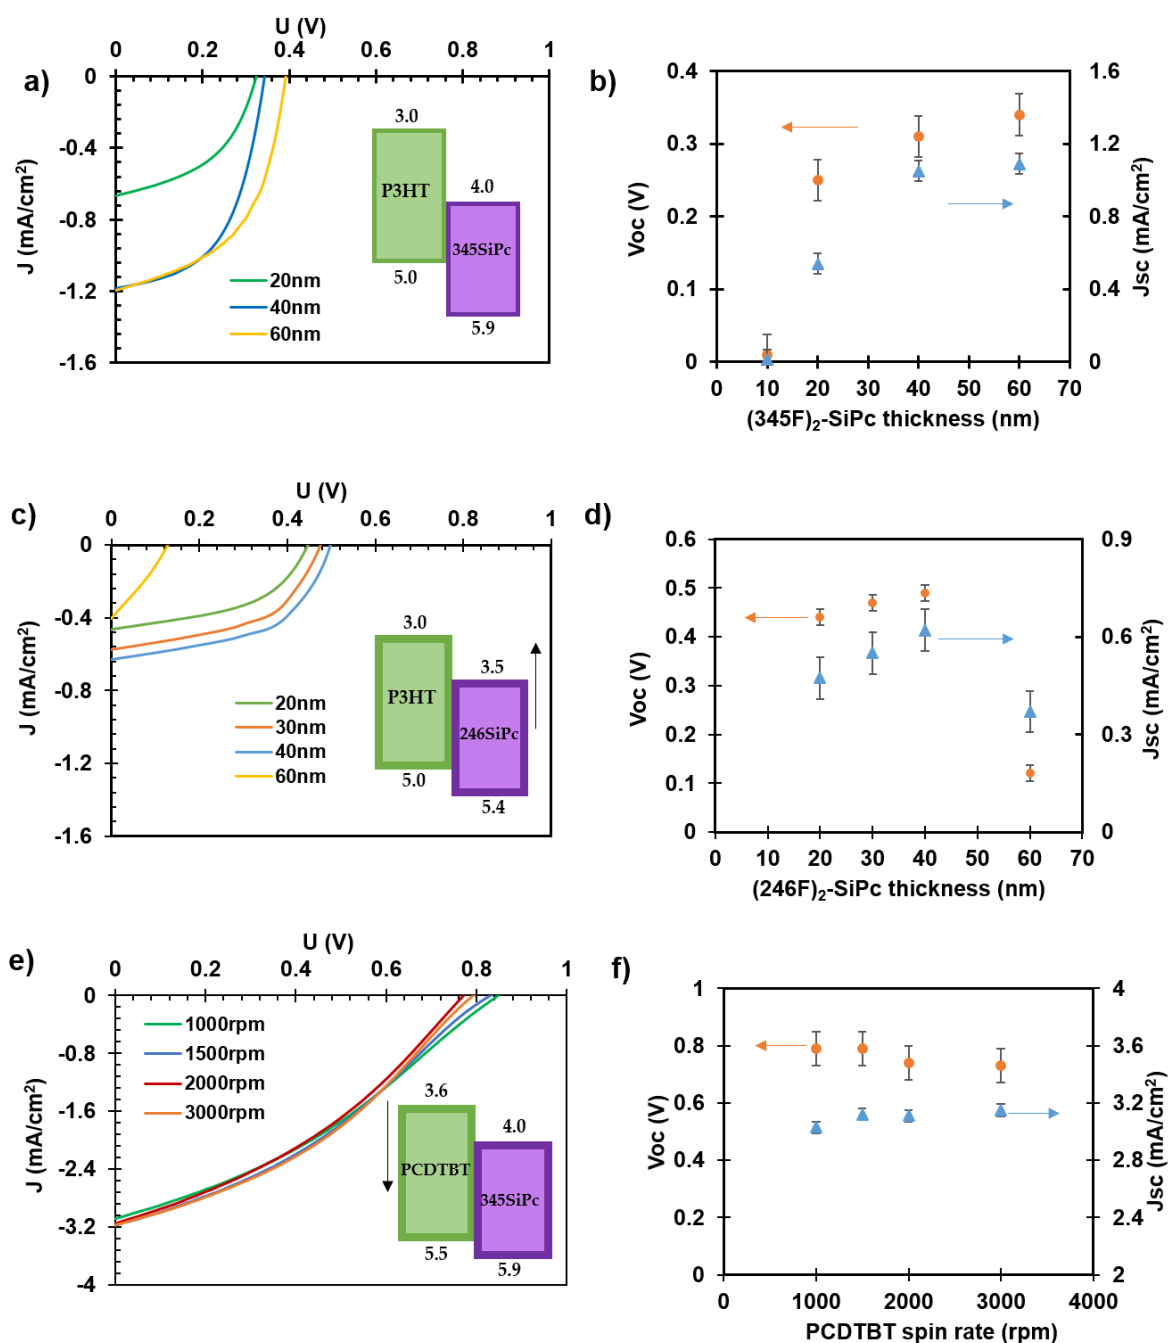 U (V)
0 0.2 0.4 0.6 0.8 1
a)
0
-0.4
-0.8
-1.2
-1.6
J (mA/cm²)
3.0
P3HT
5.0
4.0
345SiPc
5.9
20nm
40nm
60nm
b)
0.4
0.3
0.2
0.1
0
Voc (V)
1.6
1.2
0.8
0.4
0
Jsc (mA/cm²)
0 10 20 30 40 50 60 70
(345F)₂-SiPc thickness (nm)
U (V)
c)
0 0.2 0.4 0.6 0.8 1
0
-0.4
-0.8
-1.2
-1.6
J (mA/cm²)
3.0
P3HT
5.0
3.5
246SiPc
5.4
20nm
30nm
40nm
60nm
d)
0.6
0.5
0.4
0.3
0.2
0.1
0
Voc (V)
0.9
0.6
0.3
0
Jsc (mA/cm²)
0 10 20 30 40 50 60 70
(246F)₂-SiPc thickness (nm)
U (V)
e)
0 0.2 0.4 0.6 0.8 1
0
-0.8
-1.6
-2.4
-3.2
-4
J (mA/cm²)
1000rpm
1500rpm
2000rpm
3000rpm
3.6
PCDTBT
5.5
4.0
345SiPc
5.9
f)
1
0.8
0.6
0.4
0.2
0
Voc (V)
4
3.6
3.2
2.8
2.4
2
Jsc (mA/cm²)
0 1000 2000 3000 4000
PCDTBT spin rate (rpm)